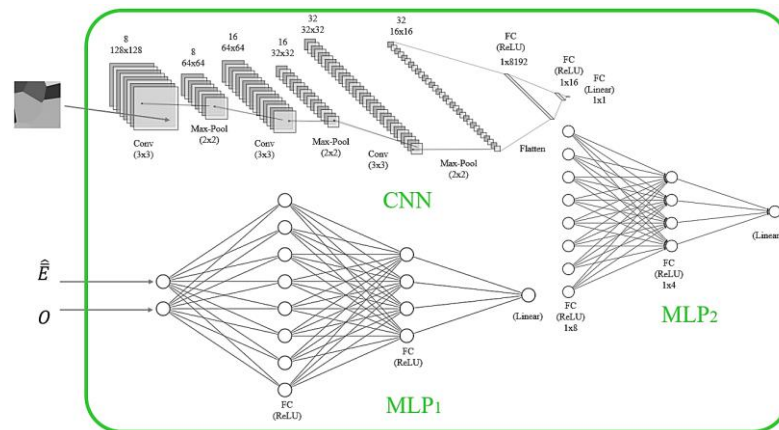 8
128x128
8
64x64
16
64x64
16
32x32
32
32x32
32
16x16
FC
(ReLU)
1x8192
FC
(ReLU)
1x16
FC
(Linear)
1x1
Conv
(3x3)
Max-Pool
(2x2)
Conv
(3x3)
Max-Pool
(2x2)
Conv
(3x3)
Max-Pool
(2x2)
Flatten
CNN
Ê
O
FC
(ReLU)
FC
(ReLU)
(Linear)
MLP1
FC
(ReLU)
1x8
FC
(ReLU)
1x4
(Linear)
MLP2